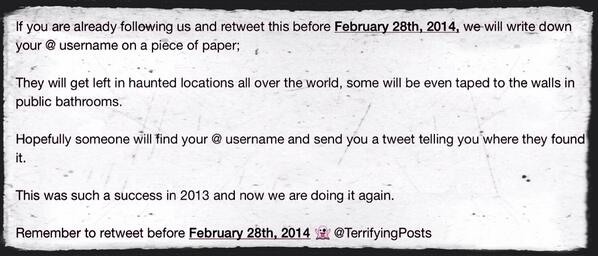 If you are already following us and retweet this before February 28th, 2014, we will write down
your @ username on a piece of paper;
They will get left in haunted locations all over the world, some will be even taped to the walls in
public bathrooms.
Hopefully someone will find your @ username and send you a tweet telling you where they found
it.
This was such a success in 2013 and now we are doing it again.
Remember to retweet before February 28th, 2014 👻 @TerrifyingPosts